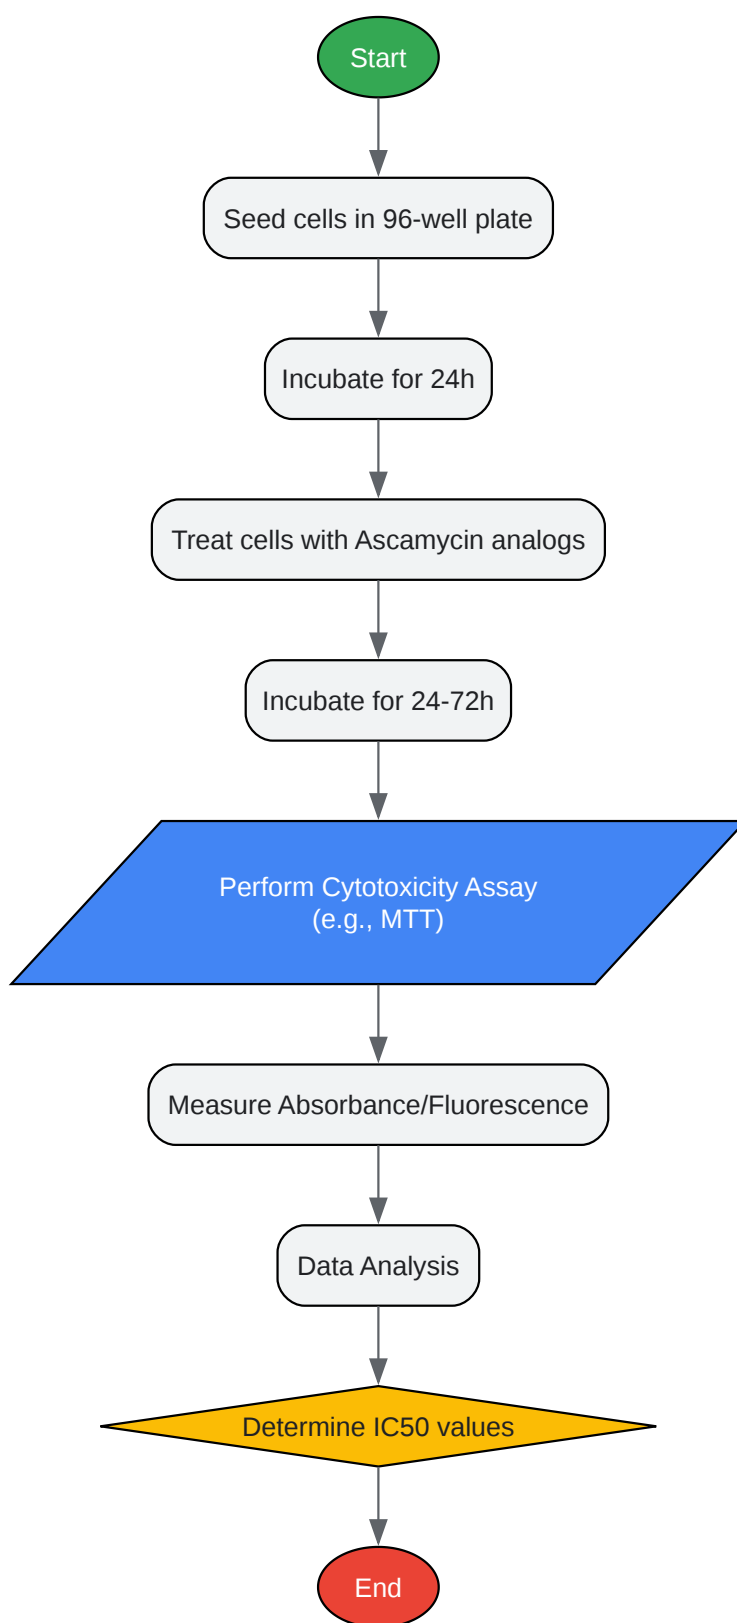 Start
Seed cells in 96-well plate
Incubate for 24h
Treat cells with Ascamycin analogs
Incubate for 24-72h
Perform Cytotoxicity Assay
(e.g., MTT)
Measure Absorbance/Fluorescence
Data Analysis
Determine IC50 values
End